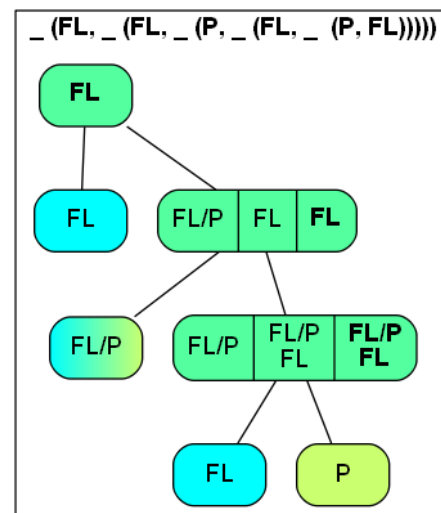 _ (FL, _ (FL, _ (P, _ (FL, _ (P, FL)))))
FL
FL
FL/P FL FL
FL/P
FL/P FL/P FL/P
FL FL
FL P